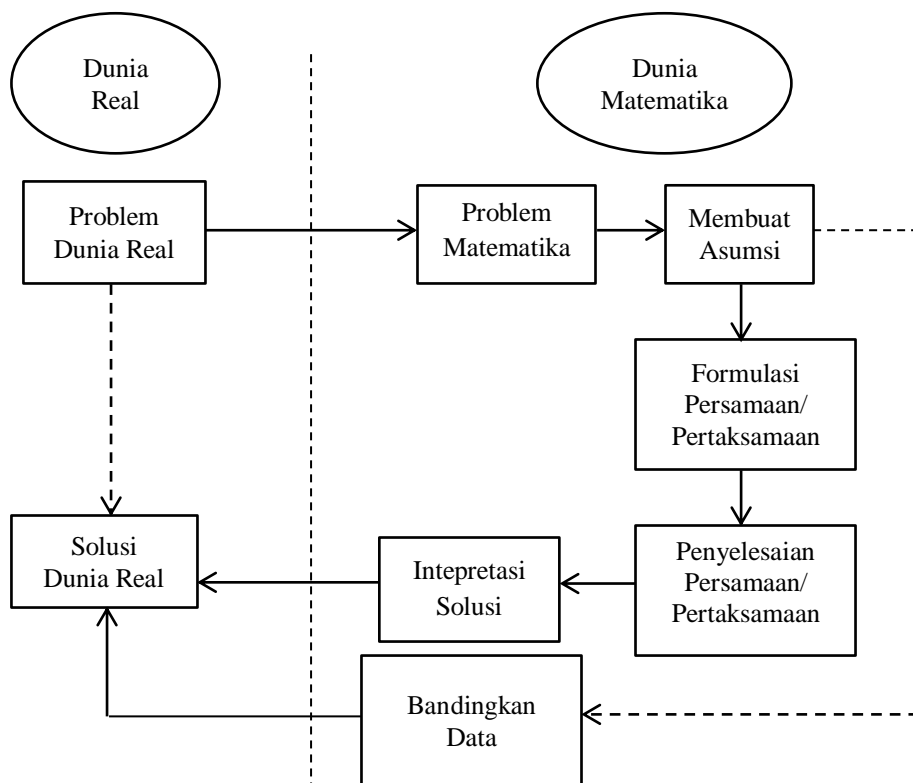 Dunia
Real
Dunia
Matematika
Problem
Dunia Real
Problem
Matematika
Membuat
Asumsi
Formulasi
Persamaan/
Pertaksamaan
Solusi
Dunia Real
Intepretasi
Solusi
Penyelesaian
Persamaan/
Pertaksamaan
Bandingkan
Data